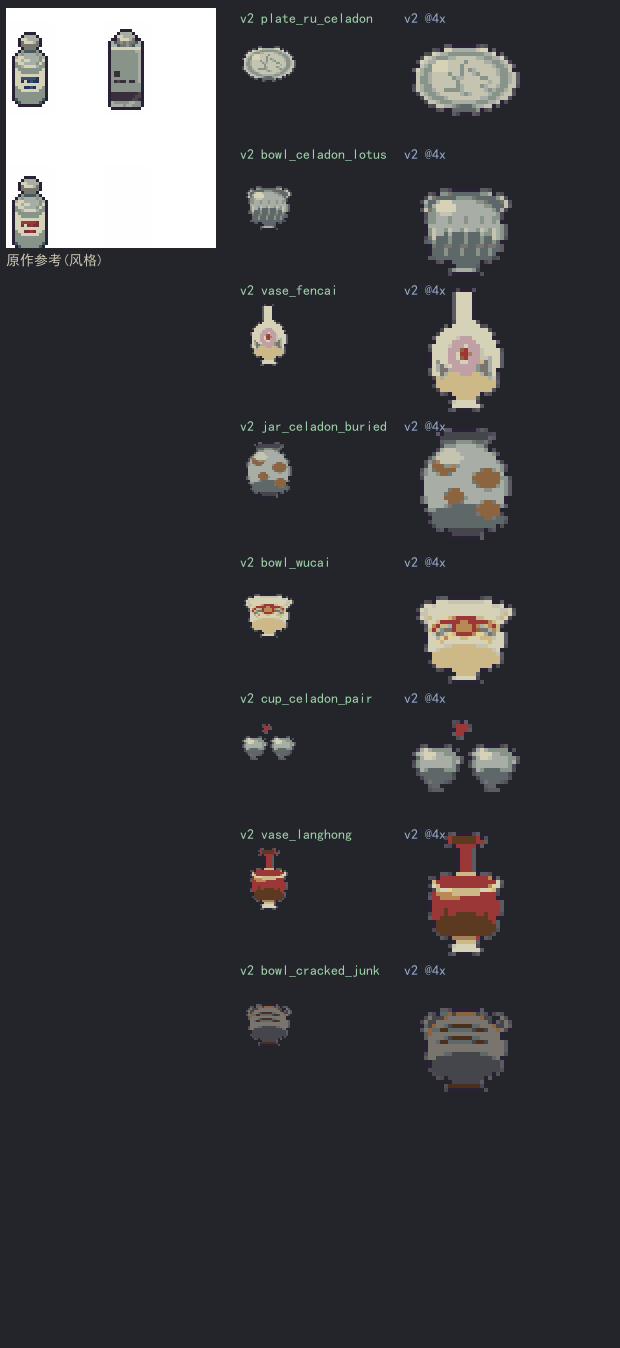 v2 plate_ru_celadon v2 @4x
v2 bowl_celadon_lotus v2 @4x
原作参考(风格)
v2 vase_fencai v2 @4x
v2 jar_celadon_buried v2 @4x
v2 bowl_wucai v2 @4x
v2 cup_celadon_pair v2 @4x
v2 vase_langhong v2 @4x
v2 bowl_cracked_junk v2 @4x